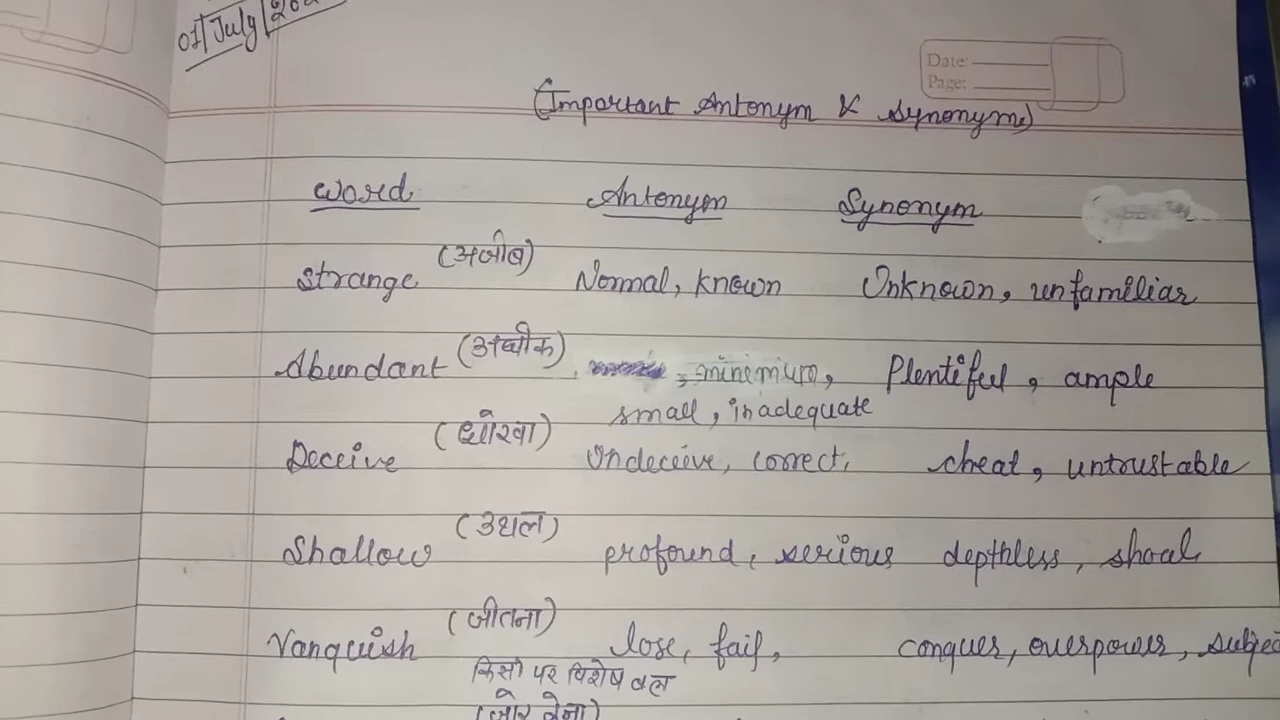 01/July/20
Date:
Page:
(Important Antonym & Synonyms)
Word Antonym Synonym
Strange (अजीब) Normal, known Unknown, unfamiliar
Abundant (अधीक) , minimum, Plentiful, ample
small, inadequate
Deceive (धोखा) Undeceive, correct, cheat, untrustable
Shallow (उथल) profound, serious depthless, shoal
Vanquish (जीतना) lose, fail, conquer, overpower, subjec
किसी पर विशेष बल
(जोर देना)